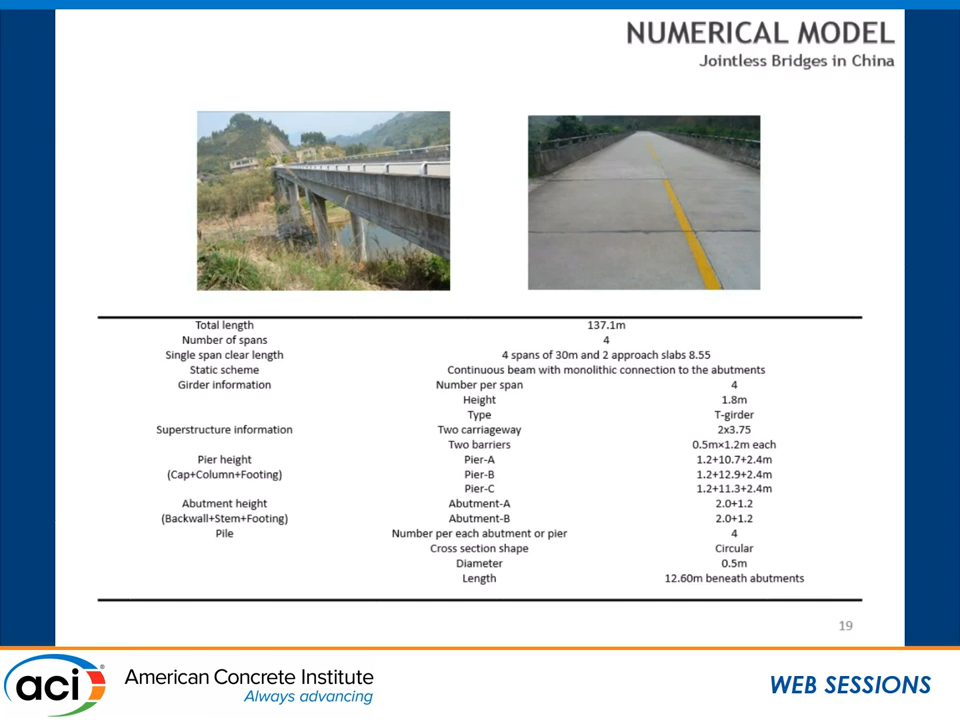 NUMERICAL MODEL
Jointless Bridges in China
Total length 137.1m
Number of spans 4
Single span clear length 4 spans of 30m and 2 approach slabs 8.55
Static scheme Continuous beam with monolithic connection to the abutments
Girder information Number per span 4
Height 1.8m
Type T-girder
Superstructure information Two carriageway 2x3.75
Two barriers 0.5m×1.2m each
Pier height Pier-A 1.2+10.7+2.4m
(Cap+Column+Footing) Pier-B 1.2+12.9+2.4m
Pier-C 1.2+11.3+2.4m
Abutment height Abutment-A 2.0+1.2
(Backwall+Stem+Footing) Abutment-B 2.0+1.2
Pile Number per each abutment or pier 4
Cross section shape Circular
Diameter 0.5m
Length 12.60m beneath abutments
19
aci® American Concrete Institute
Always advancing
WEB SESSIONS